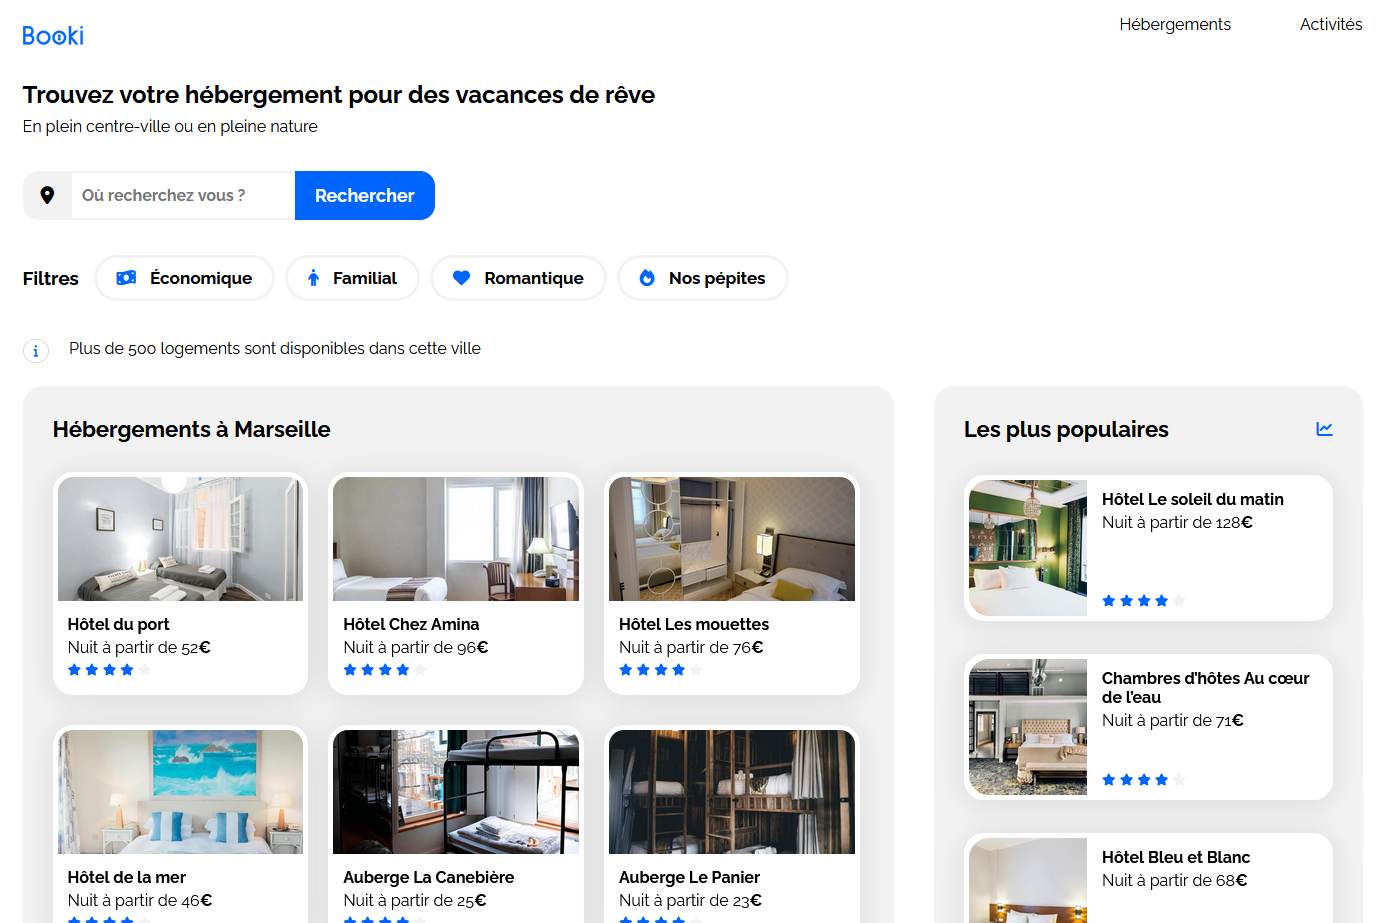 Booki
Hébergements
Activités
Trouvez votre hébergement pour des vacances de rêve
En plein centre-ville ou en pleine nature
Où recherchez vous ?
Rechercher
Filtres
Économique
Familial
Romantique
Nos pépites
Plus de 500 logements sont disponibles dans cette ville
Hébergements à Marseille
Hôtel du port
Nuit à partir de 52€
Hôtel Chez Amina
Nuit à partir de 96€
Hôtel Les mouettes
Nuit à partir de 76€
Hôtel de la mer
Nuit à partir de 46€
Auberge La Canebière
Nuit à partir de 25€
Auberge Le Panier
Nuit à partir de 23€
Les plus populaires
Hôtel Le soleil du matin
Nuit à partir de 128€
Chambres d’hôtes Au cœur
de l’eau
Nuit à partir de 71€
Hôtel Bleu et Blanc
Nuit à partir de 68€